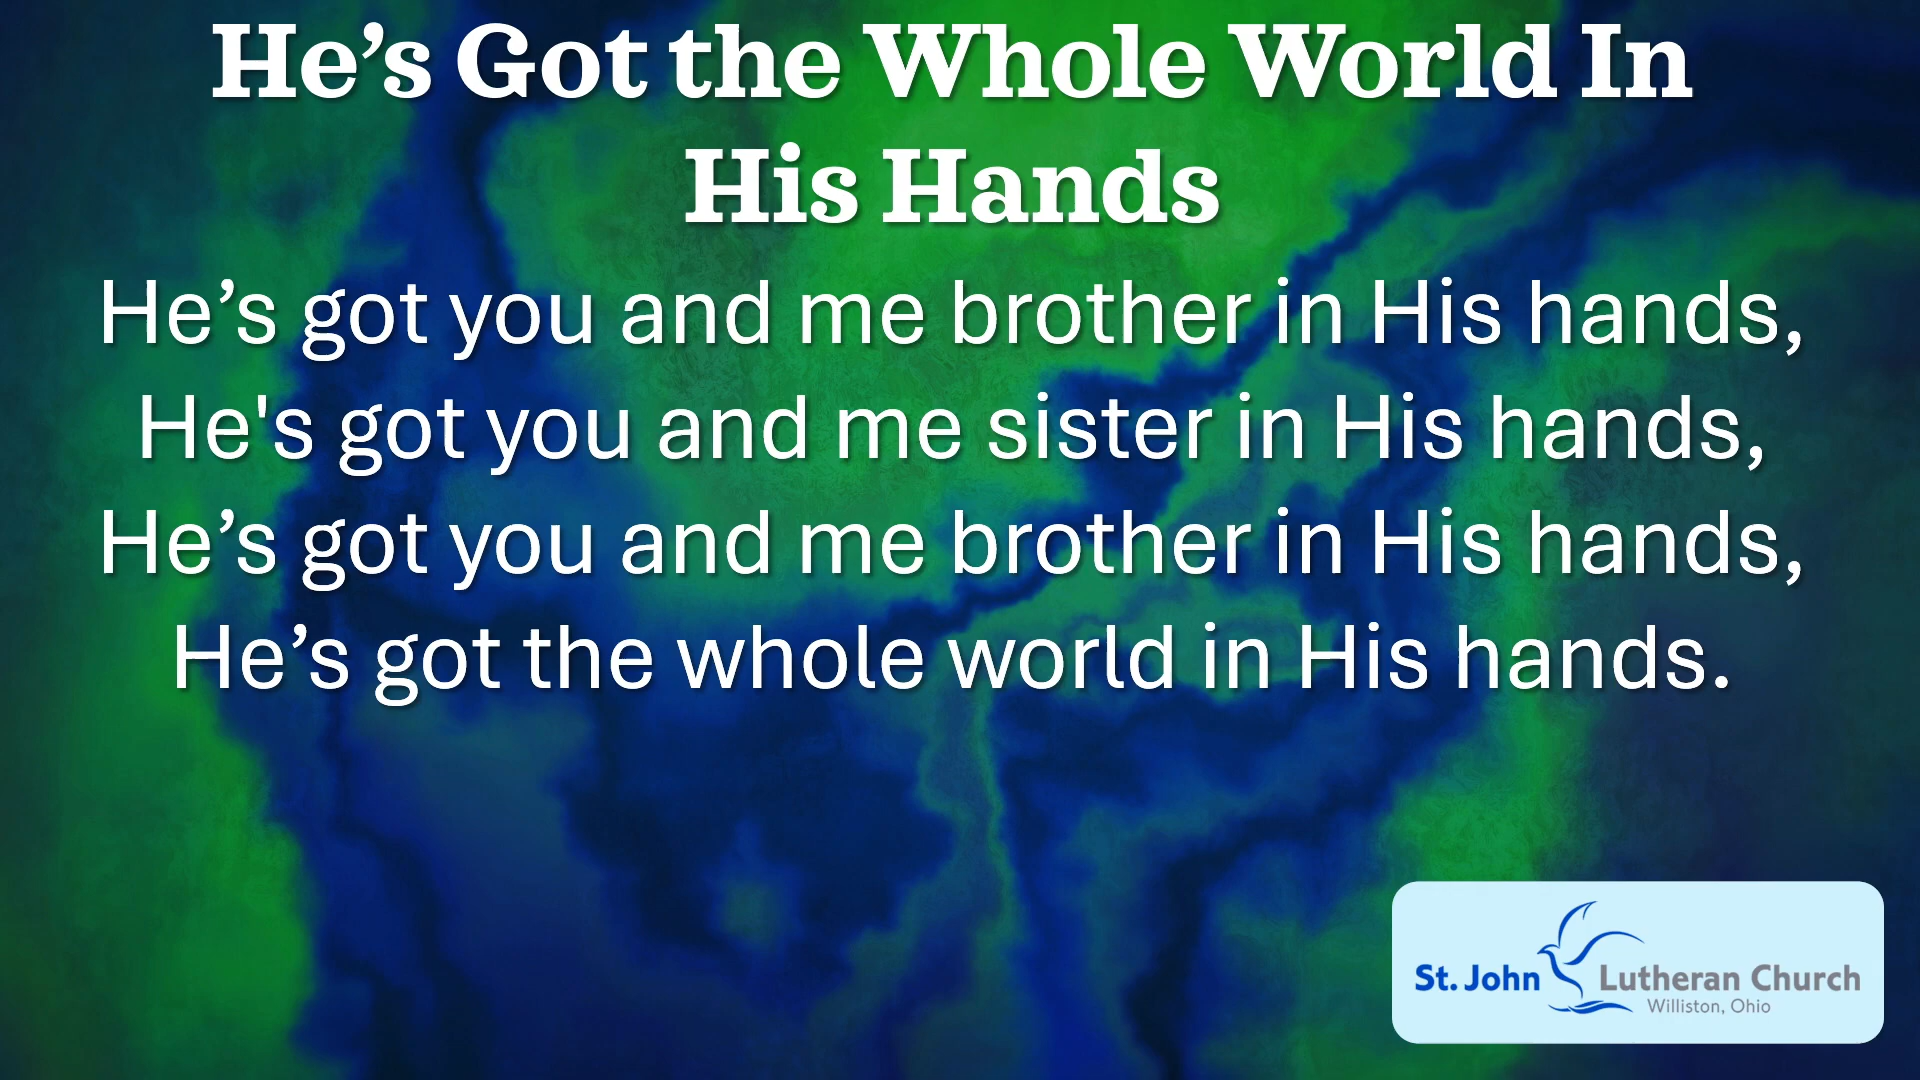 He’s Got the Whole World In
His Hands
He’s got you and me brother in His hands,
He's got you and me sister in His hands,
He’s got you and me brother in His hands,
He’s got the whole world in His hands.
St. John Lutheran Church
Williston, Ohio